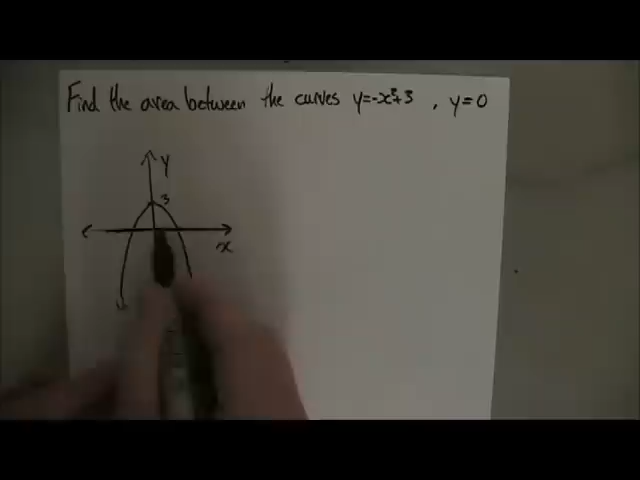 Find the area between the curves y=-x²+3 , y=0
y
3
x